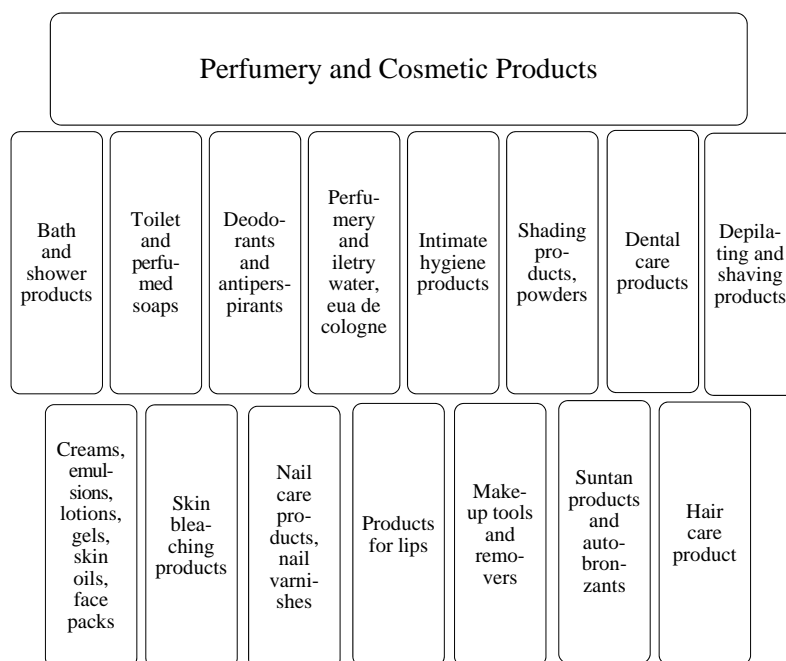 Perfumery and Cosmetic Products
Bath
and
shower
products
Toilet
and
perfu-
med
soaps
Deodo-
rants
and
antipers-
pirants
Perfu-
mery
and
iletry
water,
eua de
cologne
Intimate
hygiene
products
Shading
pro-
ducts,
powders
Dental
care
products
Depila-
ting and
shaving
products
Creams,
emul-
sions,
lotions,
gels,
skin
oils,
face
packs
Skin
blea-
ching
products
Nail
care
pro-
ducts,
nail
varni-
shes
Products
for lips
Make-
up tools
and
remo-
vers
Suntan
products
and
auto-
bron-
zants
Hair
care
product